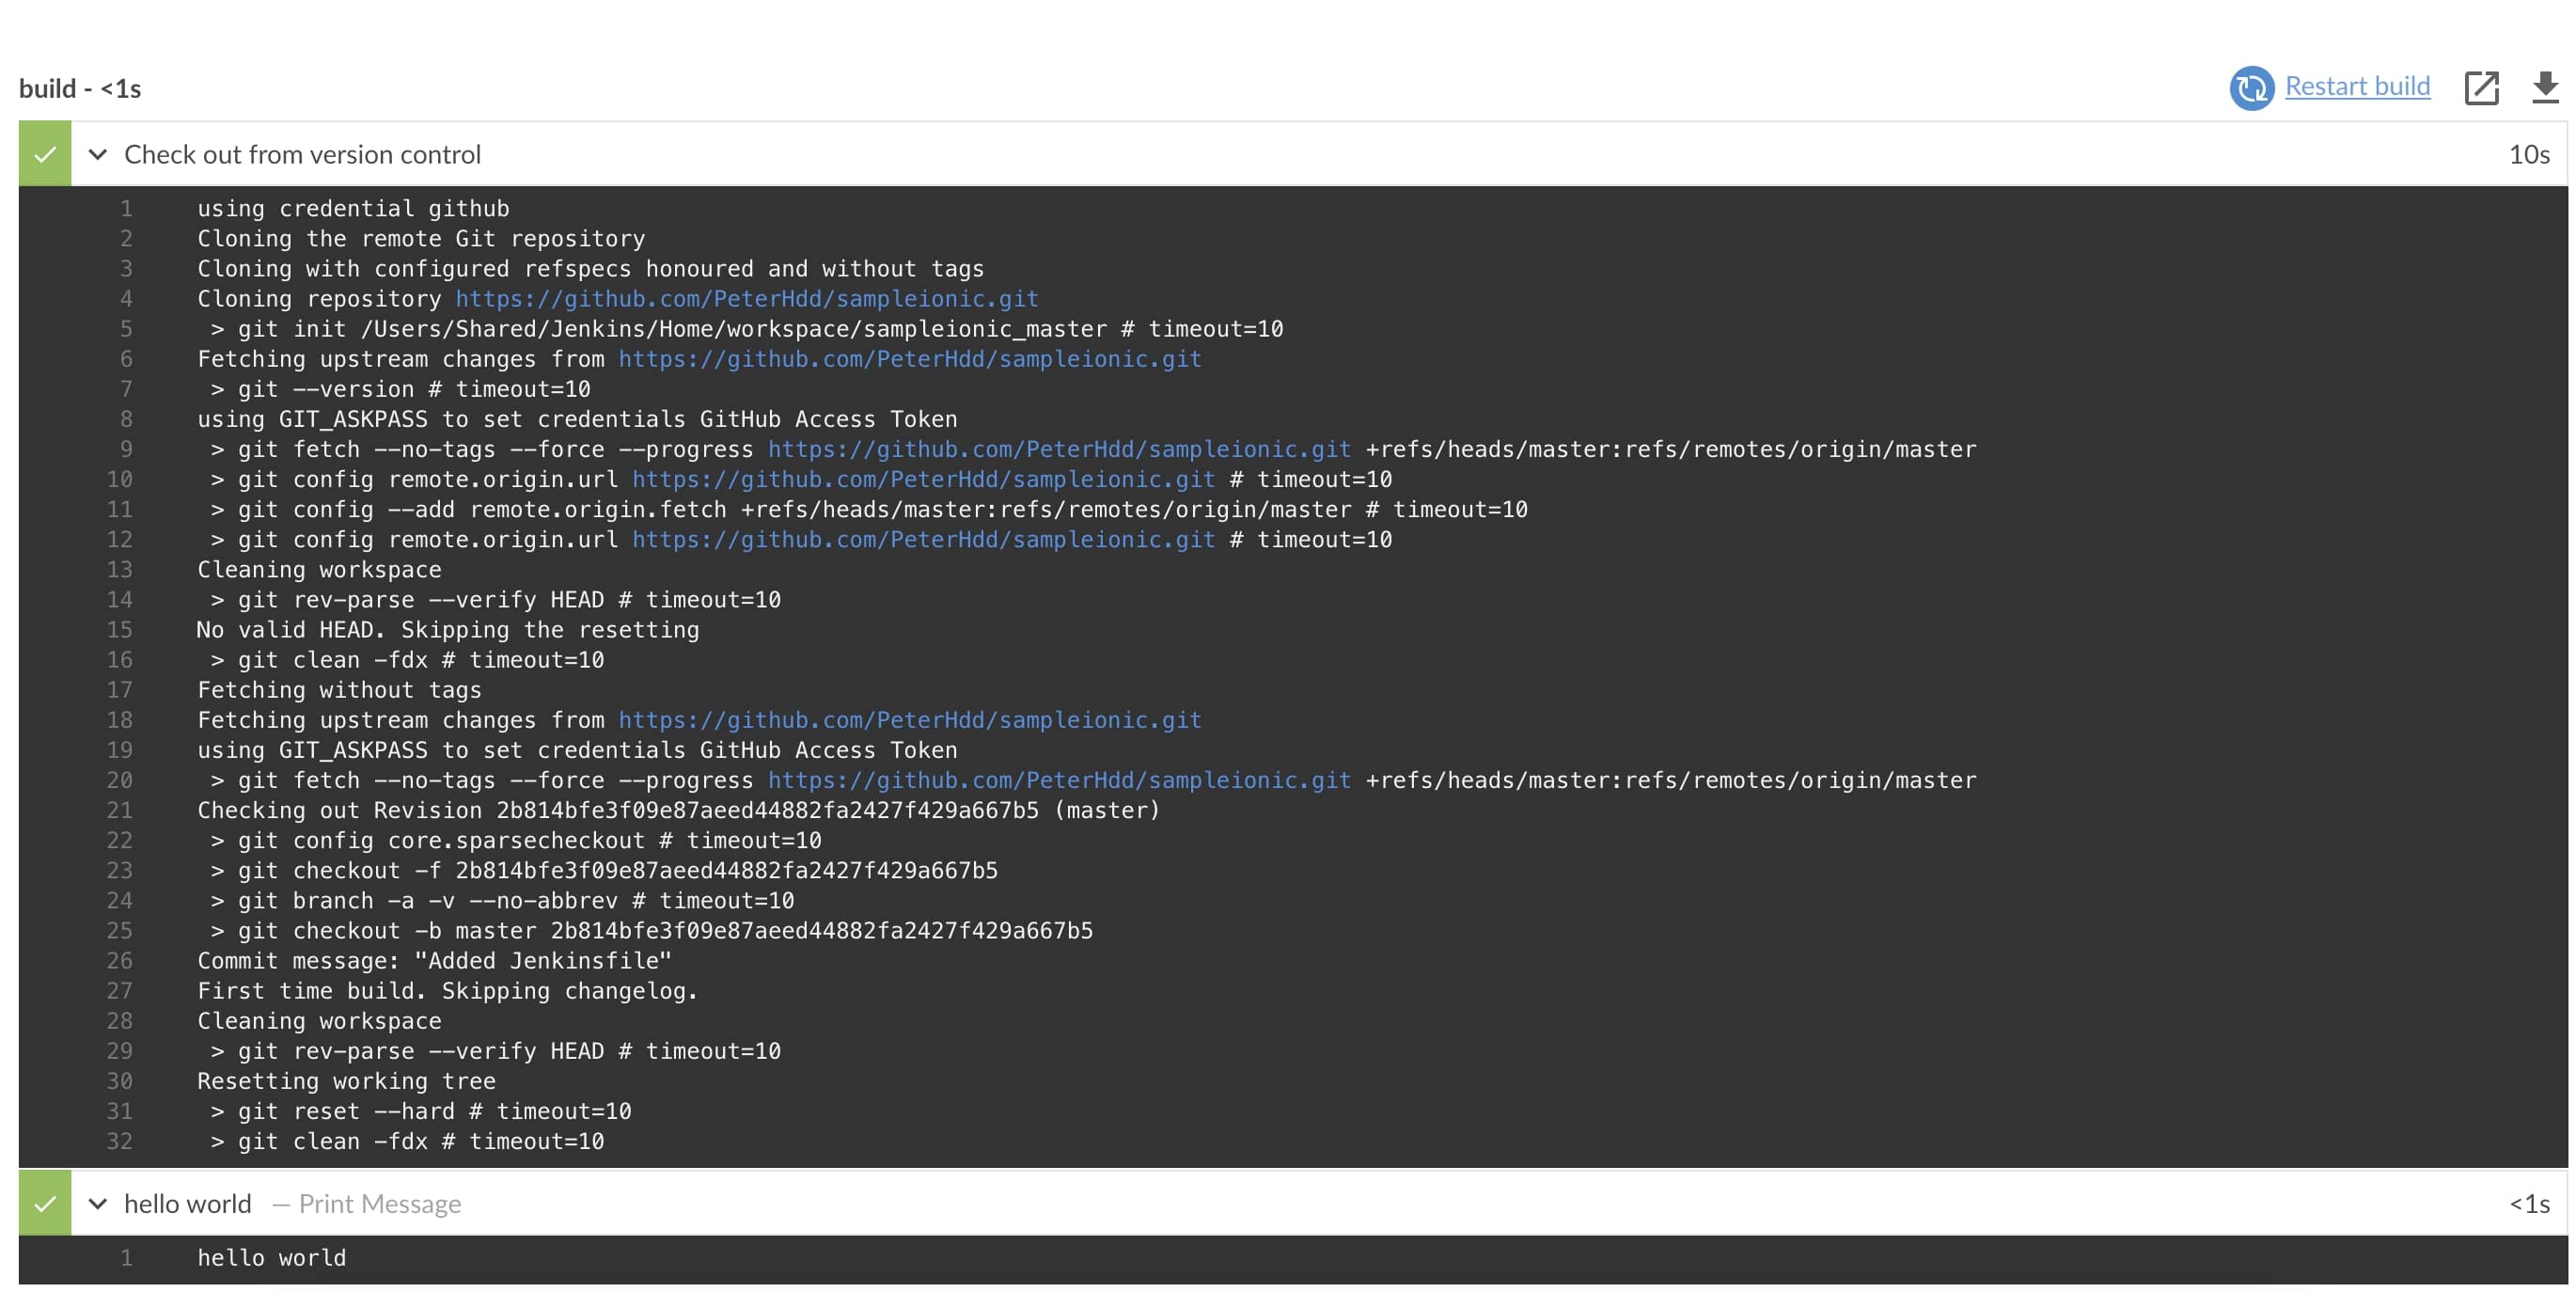 build - <1s
Restart build
Check out from version control
10s
1 using credential github
2 Cloning the remote Git repository
3 Cloning with configured refspecs honoured and without tags
4 Cloning repository https://github.com/PeterHdd/sampleionic.git
5 > git init /Users/Shared/Jenkins/Home/workspace/sampleionic_master # timeout=10
6 Fetching upstream changes from https://github.com/PeterHdd/sampleionic.git
7 > git --version # timeout=10
8 using GIT_ASKPASS to set credentials GitHub Access Token
9 > git fetch --no-tags --force --progress https://github.com/PeterHdd/sampleionic.git +refs/heads/master:refs/remotes/origin/master
10 > git config remote.origin.url https://github.com/PeterHdd/sampleionic.git # timeout=10
11 > git config --add remote.origin.fetch +refs/heads/master:refs/remotes/origin/master # timeout=10
12 > git config remote.origin.url https://github.com/PeterHdd/sampleionic.git # timeout=10
13 Cleaning workspace
14 > git rev-parse --verify HEAD # timeout=10
15 No valid HEAD. Skipping the resetting
16 > git clean -fdx # timeout=10
17 Fetching without tags
18 Fetching upstream changes from https://github.com/PeterHdd/sampleionic.git
19 using GIT_ASKPASS to set credentials GitHub Access Token
20 > git fetch --no-tags --force --progress https://github.com/PeterHdd/sampleionic.git +refs/heads/master:refs/remotes/origin/master
21 Checking out Revision 2b814bfe3f09e87aeed44882fa2427f429a667b5 (master)
22 > git config core.sparsecheckout # timeout=10
23 > git checkout -f 2b814bfe3f09e87aeed44882fa2427f429a667b5
24 > git branch -a -v --no-abbrev # timeout=10
25 > git checkout -b master 2b814bfe3f09e87aeed44882fa2427f429a667b5
26 Commit message: "Added Jenkinsfile"
27 First time build. Skipping changelog.
28 Cleaning workspace
29 > git rev-parse --verify HEAD # timeout=10
30 Resetting working tree
31 > git reset --hard # timeout=10
32 > git clean -fdx # timeout=10
hello world — Print Message
<1s
1 hello world